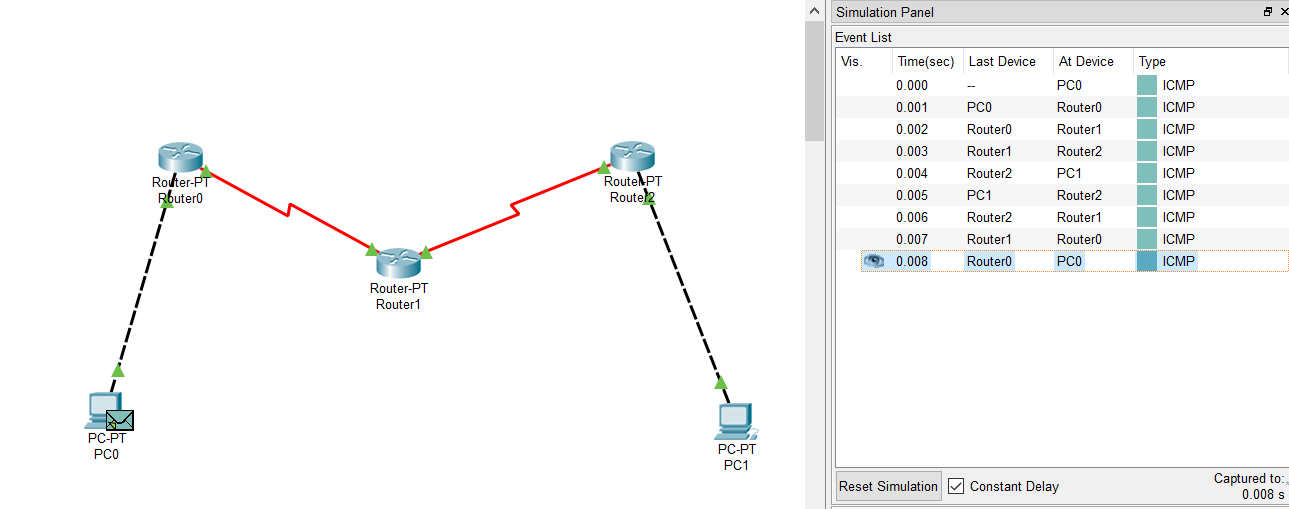 Simulation Panel
Event List
Vis. Time(sec) Last Device At Device Type
0.000 -- PC0 ICMP
0.001 PC0 Router0 ICMP
0.002 Router0 Router1 ICMP
0.003 Router1 Router2 ICMP
0.004 Router2 PC1 ICMP
0.005 PC1 Router2 ICMP
0.006 Router2 Router1 ICMP
0.007 Router1 Router0 ICMP
0.008 Router0 PC0 ICMP
Reset Simulation Constant Delay
Captured to:
0.008 s
Router-PT
Router0
Router-PT
Router2
Router-PT
Router1
PC-PT
PC0
PC-PT
PC1